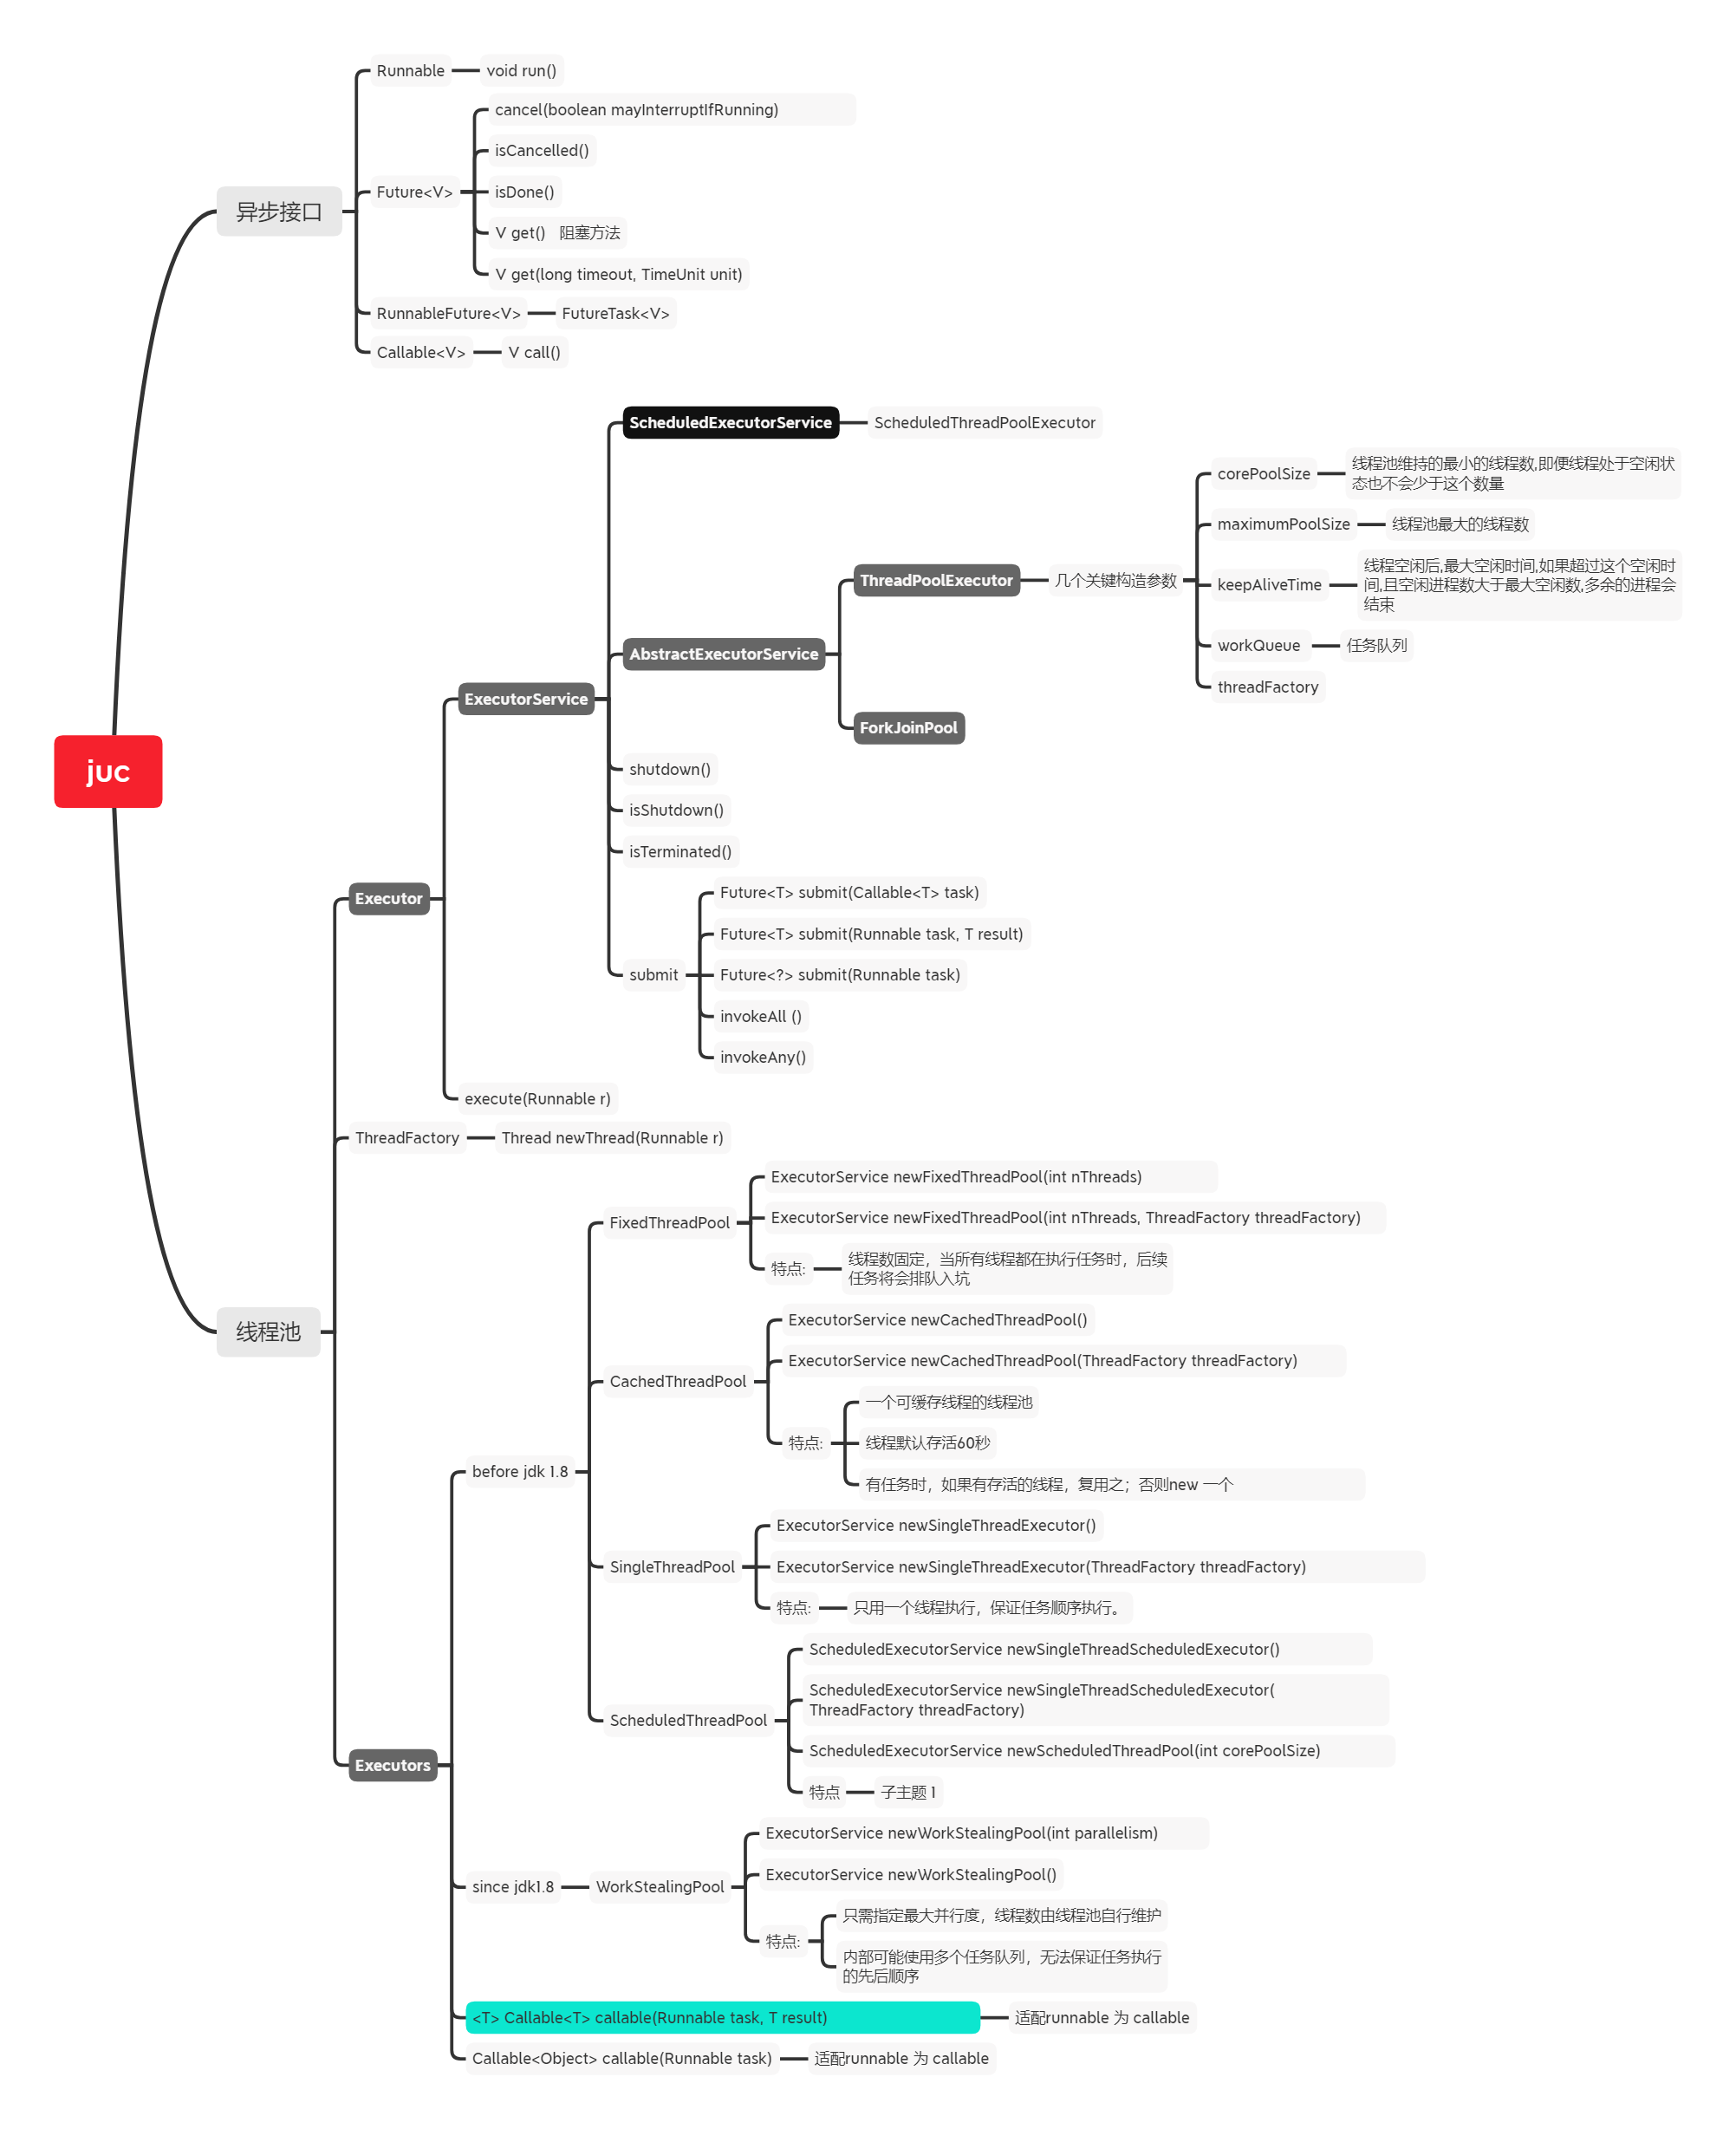 juc
异步接口
Runnable
void run()
Future<V>
cancel(boolean mayInterruptIfRunning)
isCancelled()
isDone()
V get()   阻塞方法
V get(long timeout, TimeUnit unit)
RunnableFuture<V>
FutureTask<V>
Callable<V>
V call()
线程池
Executor
ExecutorService
ScheduledExecutorService
ScheduledThreadPoolExecutor
AbstractExecutorService
ThreadPoolExecutor
几个关键构造参数
corePoolSize
线程池维持的最小的线程数,即便线程处于空闲状
态也不会少于这个数量
maximumPoolSize
线程池最大的线程数
keepAliveTime
线程空闲后,最大空闲时间,如果超过这个空闲时
间,且空闲进程数大于最大空闲数,多余的进程会
结束
workQueue
任务队列
threadFactory
ForkJoinPool
shutdown()
isShutdown()
isTerminated()
submit
Future<T> submit(Callable<T> task)
Future<T> submit(Runnable task, T result)
Future<?> submit(Runnable task)
invokeAll ()
invokeAny()
execute(Runnable r)
ThreadFactory
Thread newThread(Runnable r)
Executors
before jdk 1.8
FixedThreadPool
ExecutorService newFixedThreadPool(int nThreads)
ExecutorService newFixedThreadPool(int nThreads, ThreadFactory threadFactory)
特点:
线程数固定，当所有线程都在执行任务时，后续
任务将会排队入坑
CachedThreadPool
ExecutorService newCachedThreadPool()
ExecutorService newCachedThreadPool(ThreadFactory threadFactory)
特点:
一个可缓存线程的线程池
线程默认存活60秒
有任务时，如果有存活的线程，复用之；否则new 一个
SingleThreadPool
ExecutorService newSingleThreadExecutor()
ExecutorService newSingleThreadExecutor(ThreadFactory threadFactory)
特点:
只用一个线程执行，保证任务顺序执行。
ScheduledThreadPool
ScheduledExecutorService newSingleThreadScheduledExecutor()
ScheduledExecutorService newSingleThreadScheduledExecutor(
ThreadFactory threadFactory)
ScheduledExecutorService newScheduledThreadPool(int corePoolSize)
特点
子主题 1
since jdk1.8
WorkStealingPool
ExecutorService newWorkStealingPool(int parallelism)
ExecutorService newWorkStealingPool()
特点:
只需指定最大并行度，线程数由线程池自行维护
内部可能使用多个任务队列，无法保证任务执行
的先后顺序
<T> Callable<T> callable(Runnable task, T result)
适配runnable 为 callable
Callable<Object> callable(Runnable task)
适配runnable 为 callable